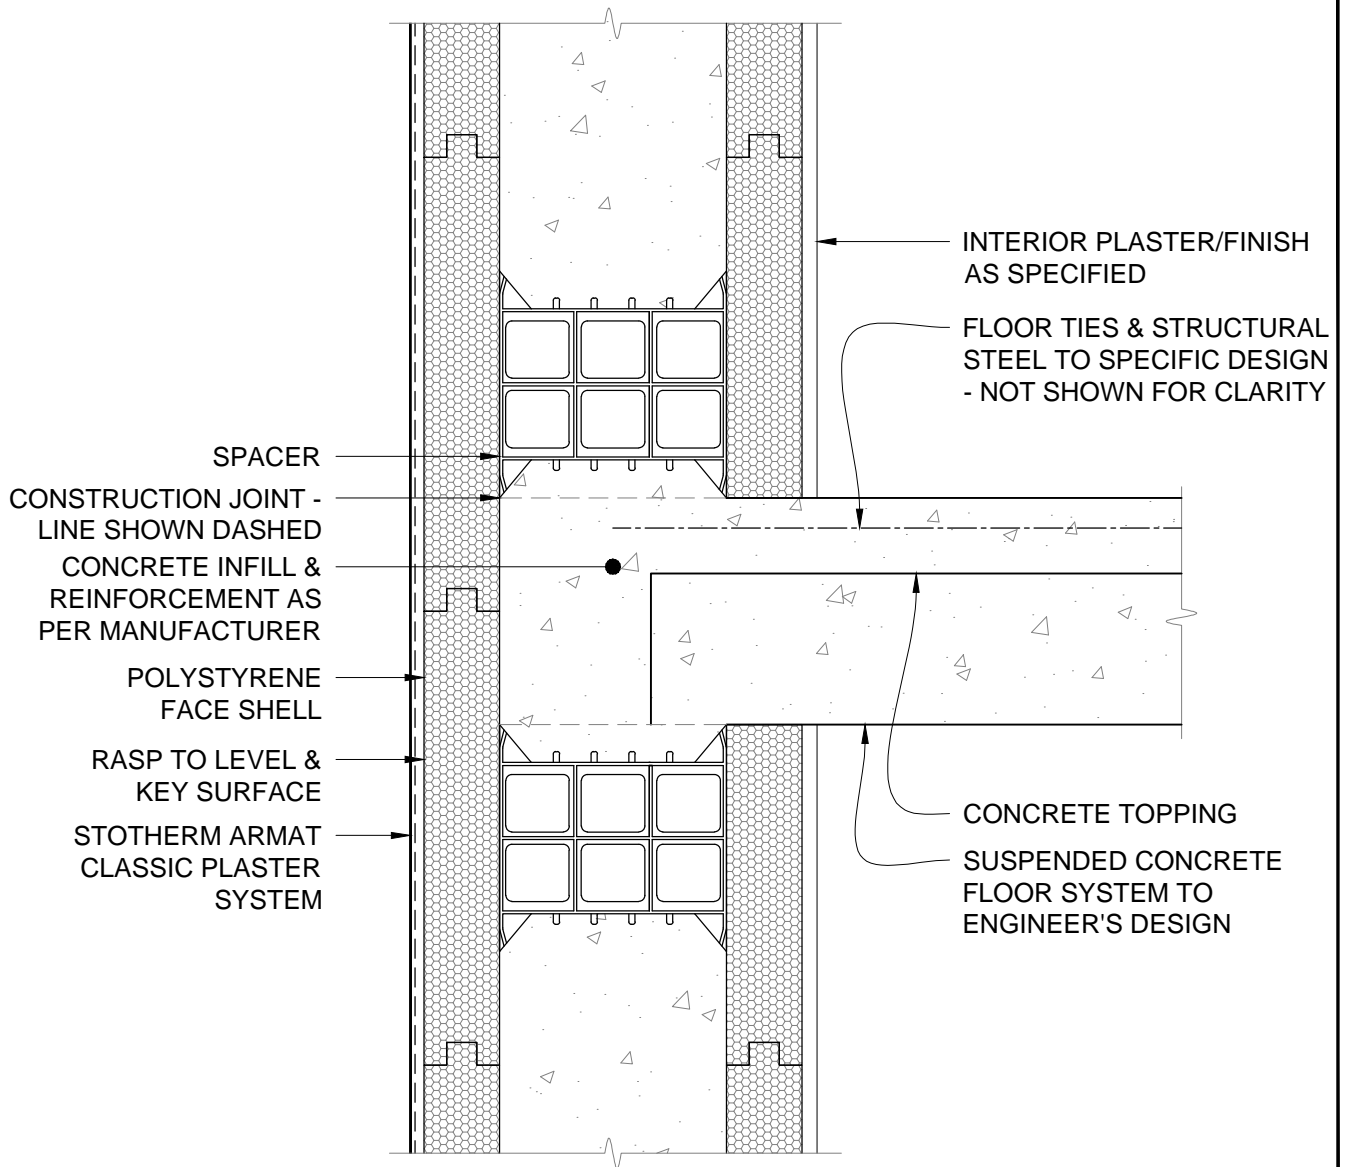 INTERIOR PLASTER/FINISH
AS SPECIFIED
FLOOR TIES & STRUCTURAL
STEEL TO SPECIFIC DESIGN
- NOT SHOWN FOR CLARITY
SPACER
CONSTRUCTION JOINT -
LINE SHOWN DASHED
CONCRETE INFILL &
REINFORCEMENT AS
PER MANUFACTURER
POLYSTYRENE
FACE SHELL
RASP TO LEVEL &
KEY SURFACE
STOTHERM ARMAT
CLASSIC PLASTER
SYSTEM
CONCRETE TOPPING
SUSPENDED CONCRETE
FLOOR SYSTEM TO
ENGINEER'S DESIGN